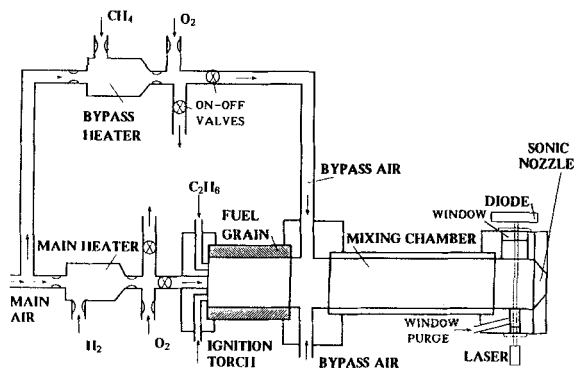 CH4
O2
BYPASS
HEATER
ON-OFF
VALVES
SONIC
NOZZLE
BYPASS AIR
C2H6
FUEL
GRAIN
DIODE
WINDOW
MAIN HEATER
MIXING CHAMBER
MAIN
AIR
H2
O2
IGNITION
TORCH
BYPASS AIR
WINDOW
PURGE
LASER